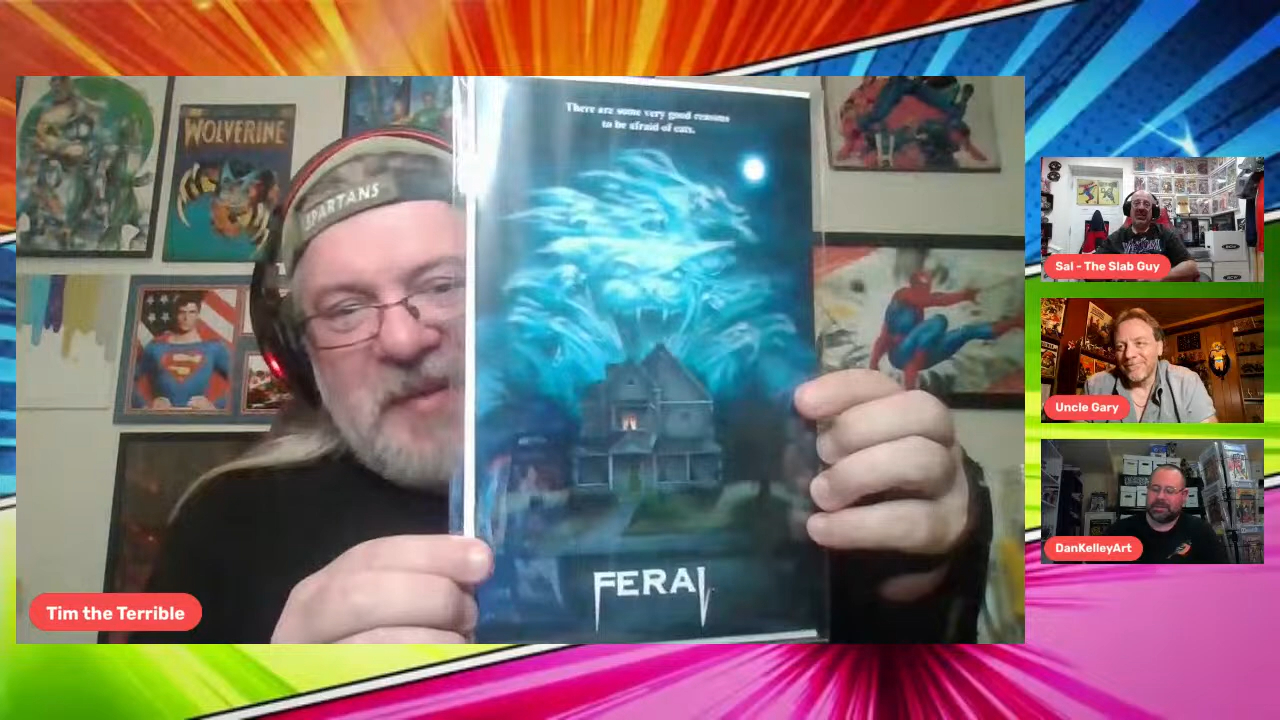 WOLVERINE
SPARTANS
There are some very good reasons
to be afraid of cats.
FERAL
Tim the Terrible
Sal - The Slab Guy
Uncle Gary
DanKelleyArt